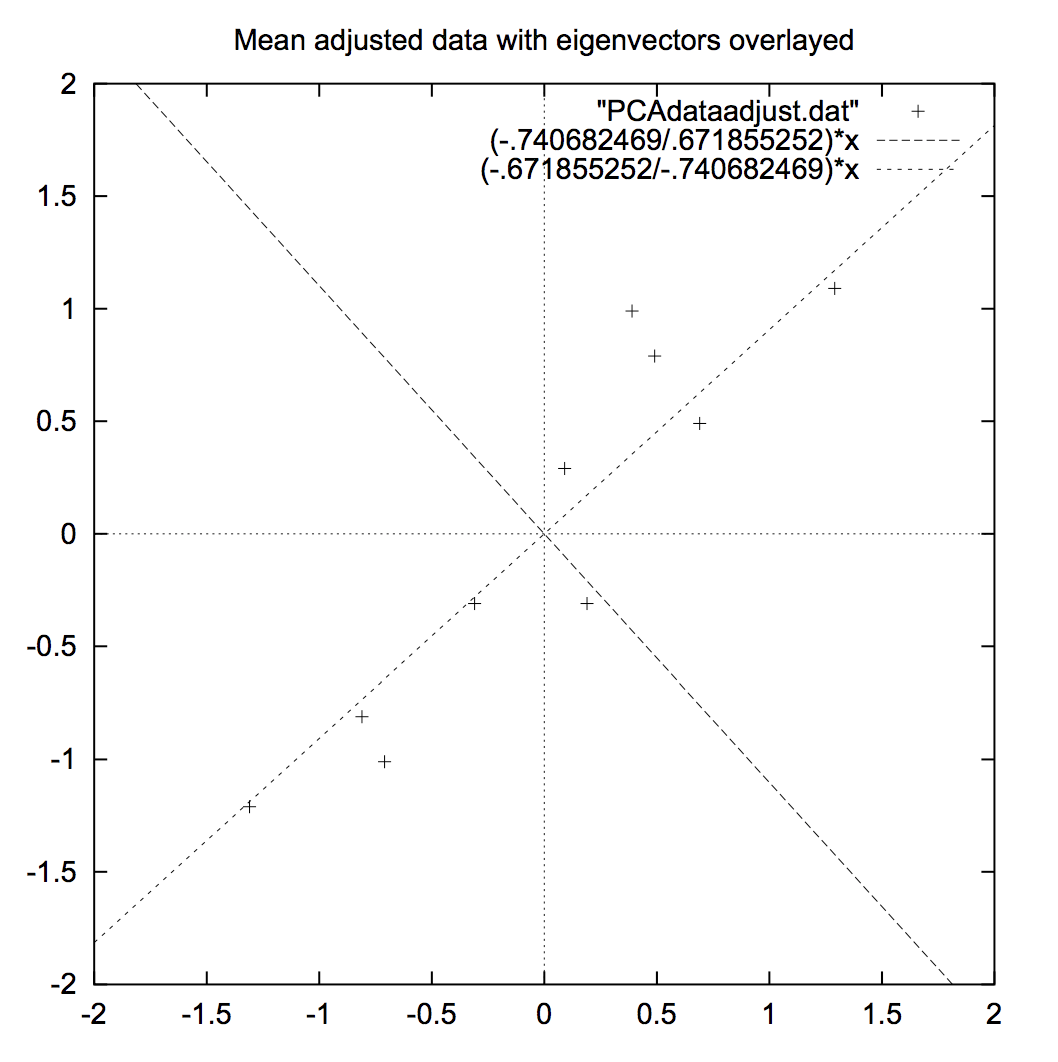 Mean adjusted data with eigenvectors overlayed
"PCAdataadjust.dat"
(-.740682469/.671855252)*x
(-.671855252/-.740682469)*x
2
1.5
1
0.5
0
-0.5
-1
-1.5
-2
-2 -1.5 -1 -0.5 0 0.5 1 1.5 2